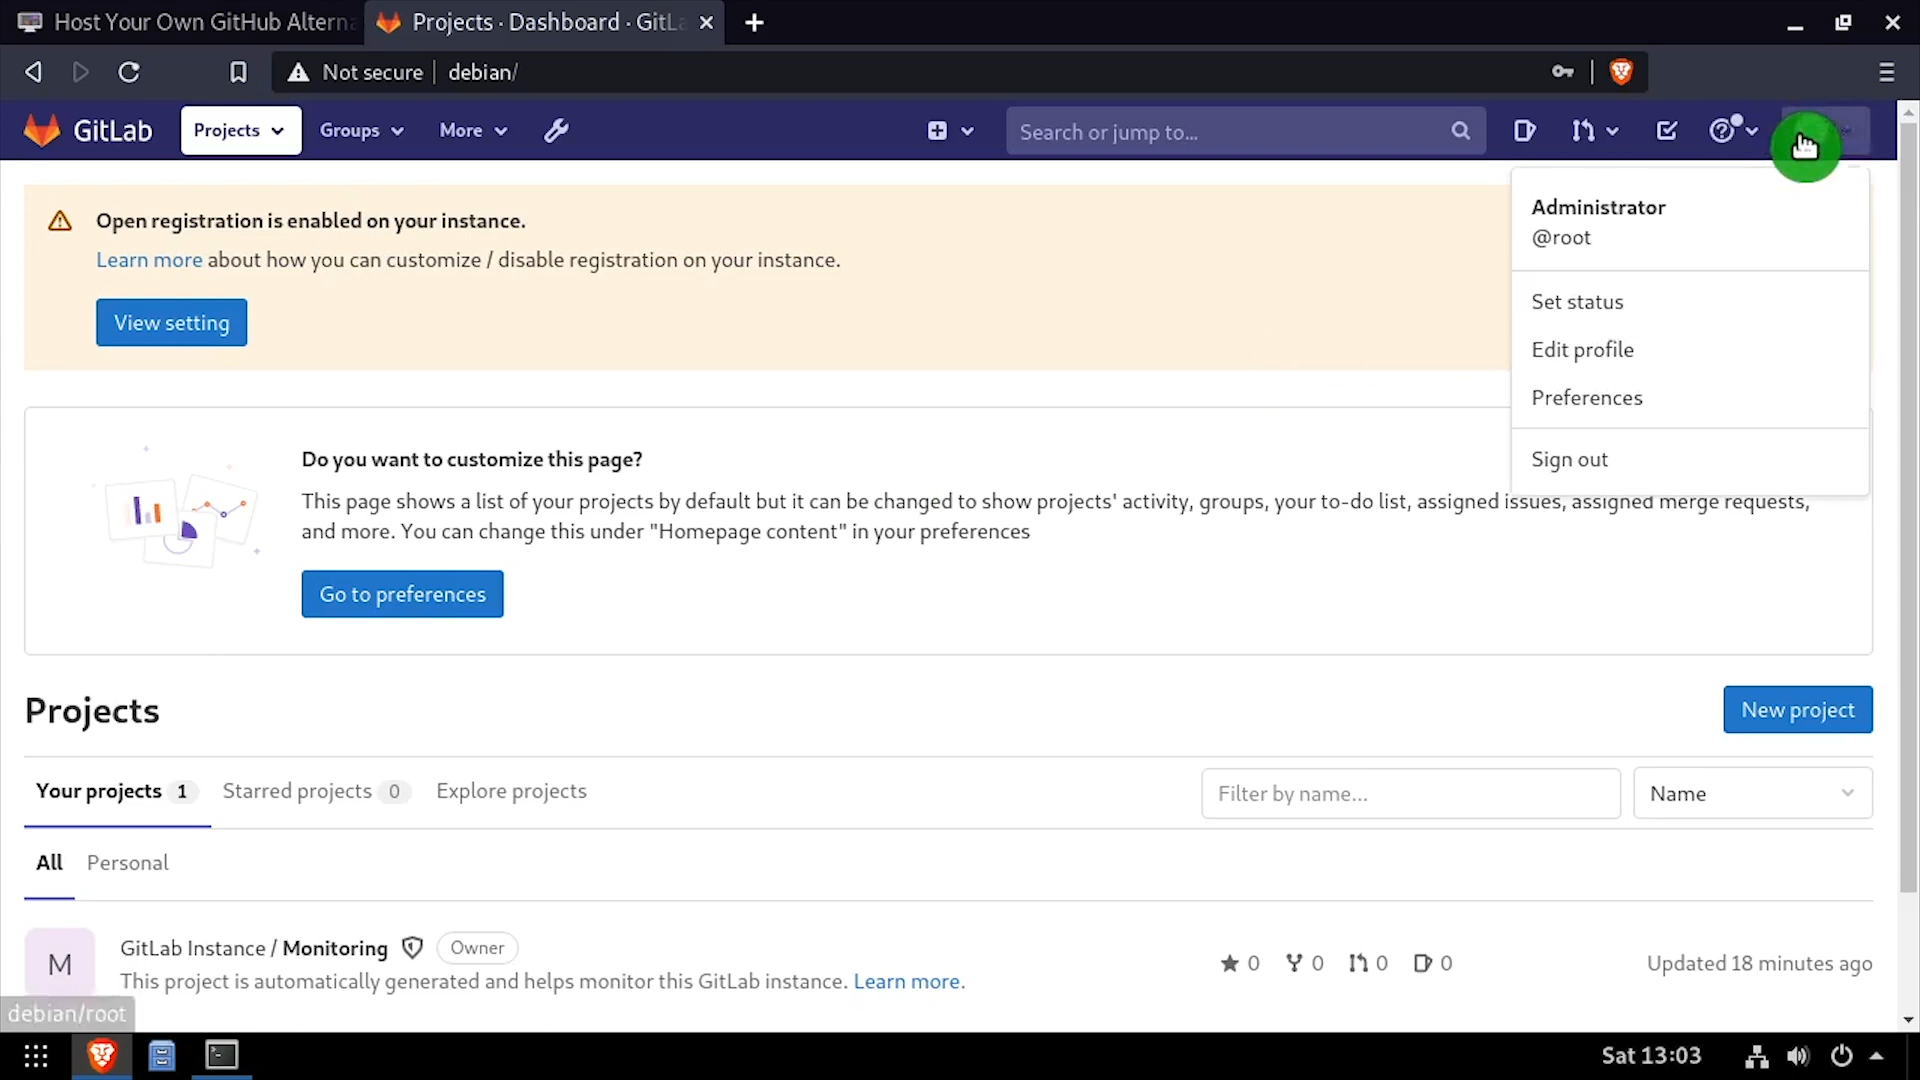 Host Your Own GitHub Alterna
Projects · Dashboard · GitLa
Not secure
debian/
GitLab
Projects
Groups
More
Search or jump to...
Open registration is enabled on your instance.
Learn more about how you can customize / disable registration on your instance.
View setting
Administrator
@root
Set status
Edit profile
Preferences
Sign out
Do you want to customize this page?
This page shows a list of your projects by default but it can be changed to show projects' activity, groups, your to-do list, assigned issues, assigned merge requests,
and more. You can change this under "Homepage content" in your preferences
Go to preferences
Projects
New project
Your projects 1
Starred projects 0
Explore projects
Filter by name...
Name
All
Personal
M
GitLab Instance / Monitoring
Owner
This project is automatically generated and helps monitor this GitLab instance. Learn more.
0
0
0
0
Updated 18 minutes ago
debian/root
Sat 13:03